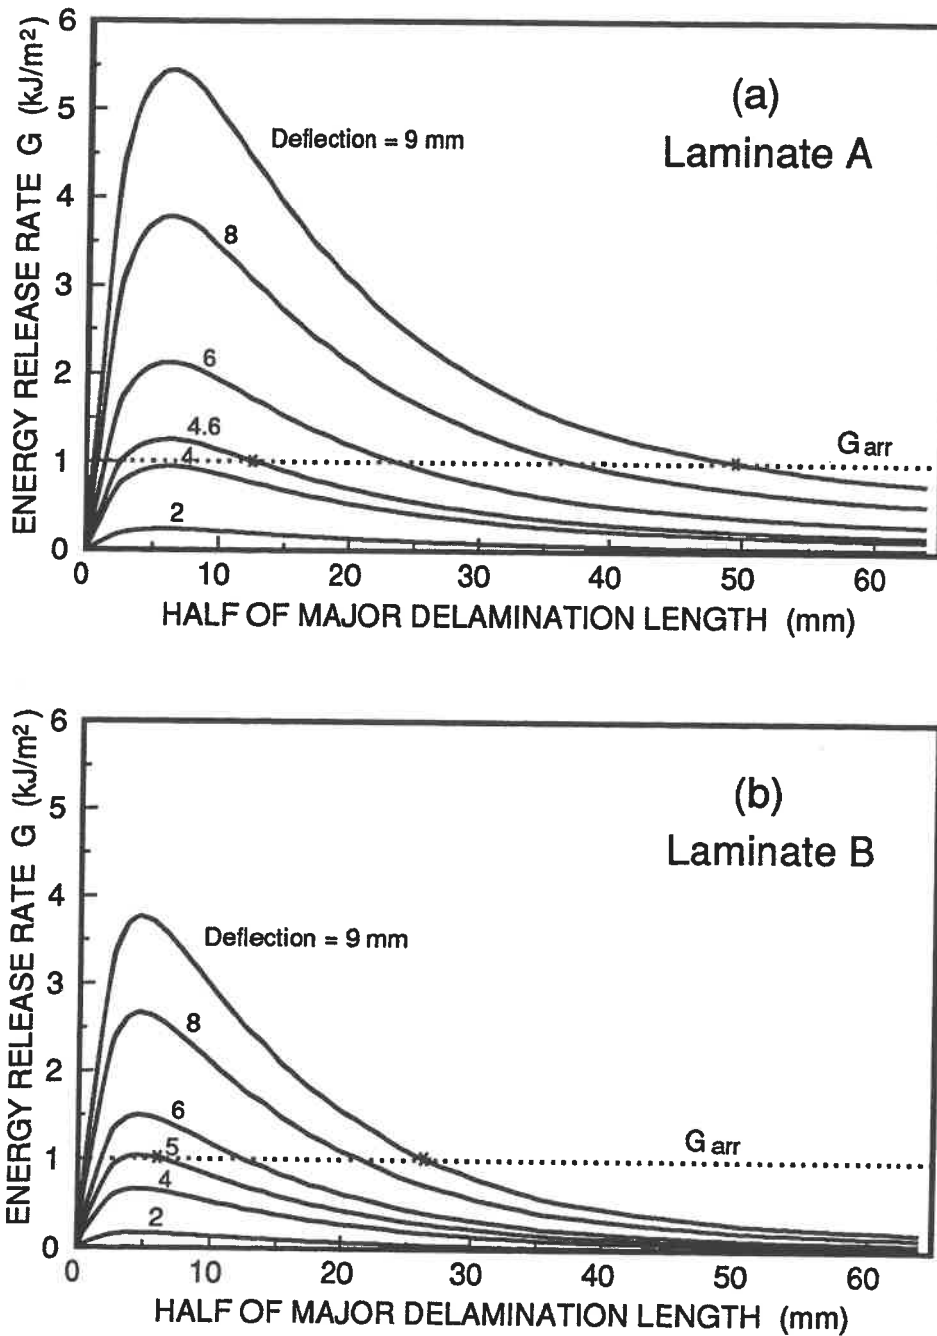 ENERGY RELEASE RATE G (kJ/m²)
6
5
4
3
2
1
0
(a)
Laminate A
Deflection = 9 mm
8
6
4.6
4
2
G arr
0 10 20 30 40 50 60
HALF OF MAJOR DELAMINATION LENGTH (mm)
ENERGY RELEASE RATE G (kJ/m²)
6
5
4
3
2
1
0
(b)
Laminate B
Deflection = 9 mm
8
6
5
4
2
G arr
0 10 20 30 40 50 60
HALF OF MAJOR DELAMINATION LENGTH (mm)